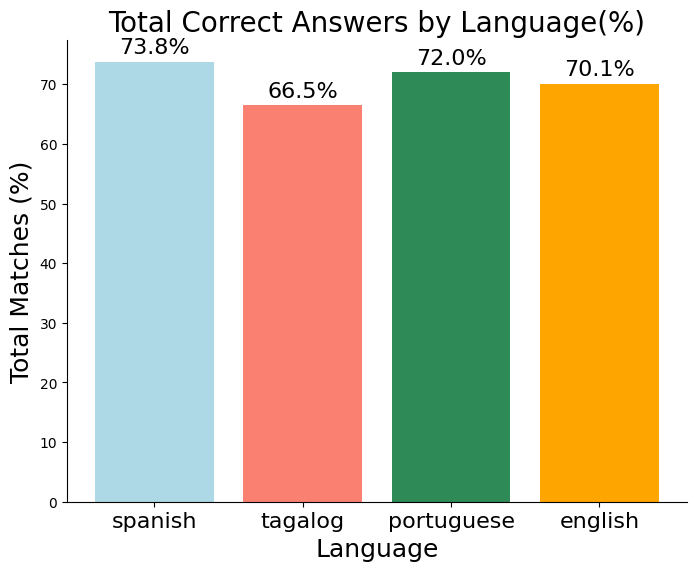 Total Correct Answers by Language(%)
73.8%
66.5%
72.0%
70.1%
Total Matches (%)
70
60
50
40
30
20
10
0
spanish
tagalog
portuguese
english
Language